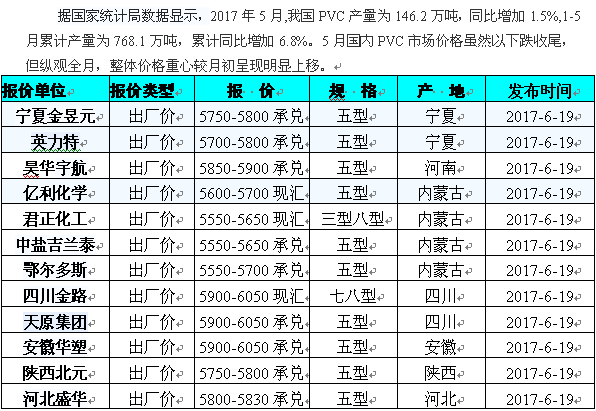 据国家统计局数据显示，2017 年 5 月,我国 PVC 产量为 146.2 万吨，同比增加 1.5%,1-5
月累计产量为 768.1 万吨，累计同比增加 6.8%。5 月国内 PVC 市场价格虽然以下跌收尾，
但纵观全月，整体价格重心较月初呈现明显上移。
报价单位 报价类型 报 · 价 规 · 格 产 · 地 发布时间
宁夏金昱元 出厂价 5750-5800 承兑 五型 宁夏 2017-6-19
英力特 出厂价 5700-5800 承兑 五型 宁夏 2017-6-19
昊华宇航 出厂价 5850-5900 承兑 五型 河南 2017-6-19
亿利化学 出厂价 5600-5700 现汇 五型 内蒙古 2017-6-19
君正化工 出厂价 5550-5650 现汇 三型八型 内蒙古 2017-6-19
中盐吉兰泰 出厂价 5550-5650 承兑 五型 内蒙古 2017-6-19
鄂尔多斯 出厂价 5550-5700 承兑 五型 内蒙古 2017-6-19
四川金路 出厂价 5900-6050 现汇 七八型 四川 2017-6-19
天原集团 出厂价 5900-6050 承兑 五型 四川 2017-6-19
安徽华塑 出厂价 5900-6050 承兑 五型 安徽 2017-6-19
陕西北元 出厂价 5750-5800 承兑 五型 陕西 2017-6-19
河北盛华 出厂价 5800-5830 承兑 五型 河北 2017-6-19